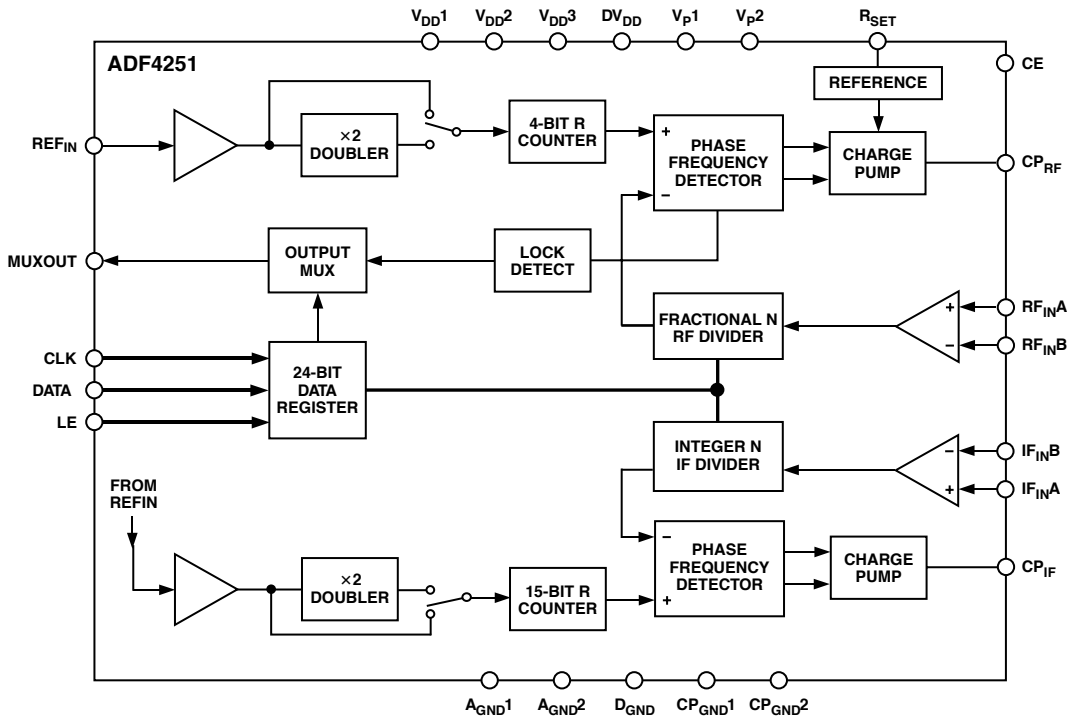 VDD1 VDD2 VDD3 DVDD VP1 VP2 RSET
ADF4251
CE
REFERENCE
REFIN
×2
DOUBLER
4-BIT R
COUNTER
+
−
PHASE
FREQUENCY
DETECTOR
CHARGE
PUMP
CPRF
MUXOUT
OUTPUT
MUX
LOCK
DETECT
FRACTIONAL N
RF DIVIDER
+
−
RFINA
RFINB
CLK
DATA
LE
24-BIT
DATA
REGISTER
INTEGER N
IF DIVIDER
−
+
IFINB
IFINA
FROM
REFIN
×2
DOUBLER
15-BIT R
COUNTER
−
+
PHASE
FREQUENCY
DETECTOR
CHARGE
PUMP
CPIF
AGND1 AGND2 DGND CPGND1 CPGND2